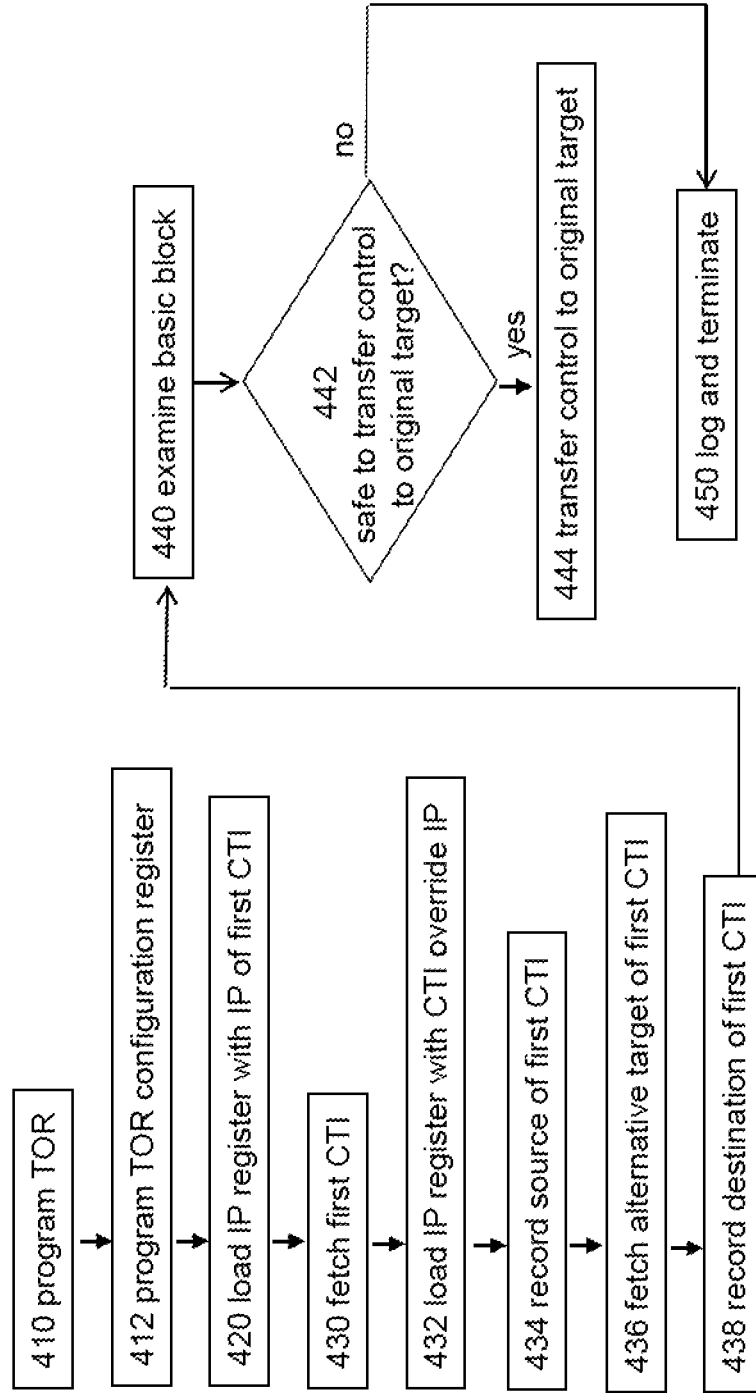 410 program TOR
412 program TOR configuration register
420 load IP register with IP of first CTI
430 fetch first CTI
432 load IP register with CTI override IP
434 record source of first CTI
436 fetch alternative target of first CTI
438 record destination of first CTI
440 examine basic block
442
safe to transfer control
to original target?
no
yes
444 transfer control to original target
450 log and terminate